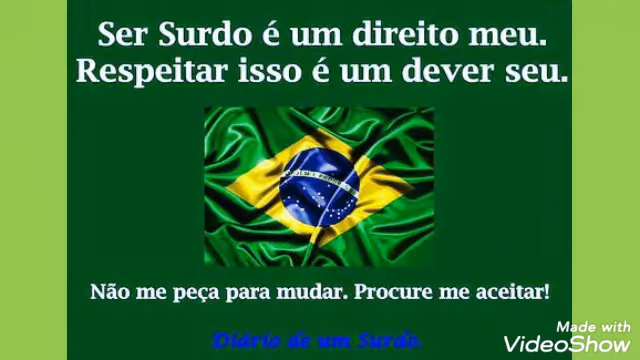 Ser Surdo é um direito meu.
Respeitar isso é um dever seu.
Não me peça para mudar. Procure me aceitar!
Diário de um Surdo.
Made with
VideoShow